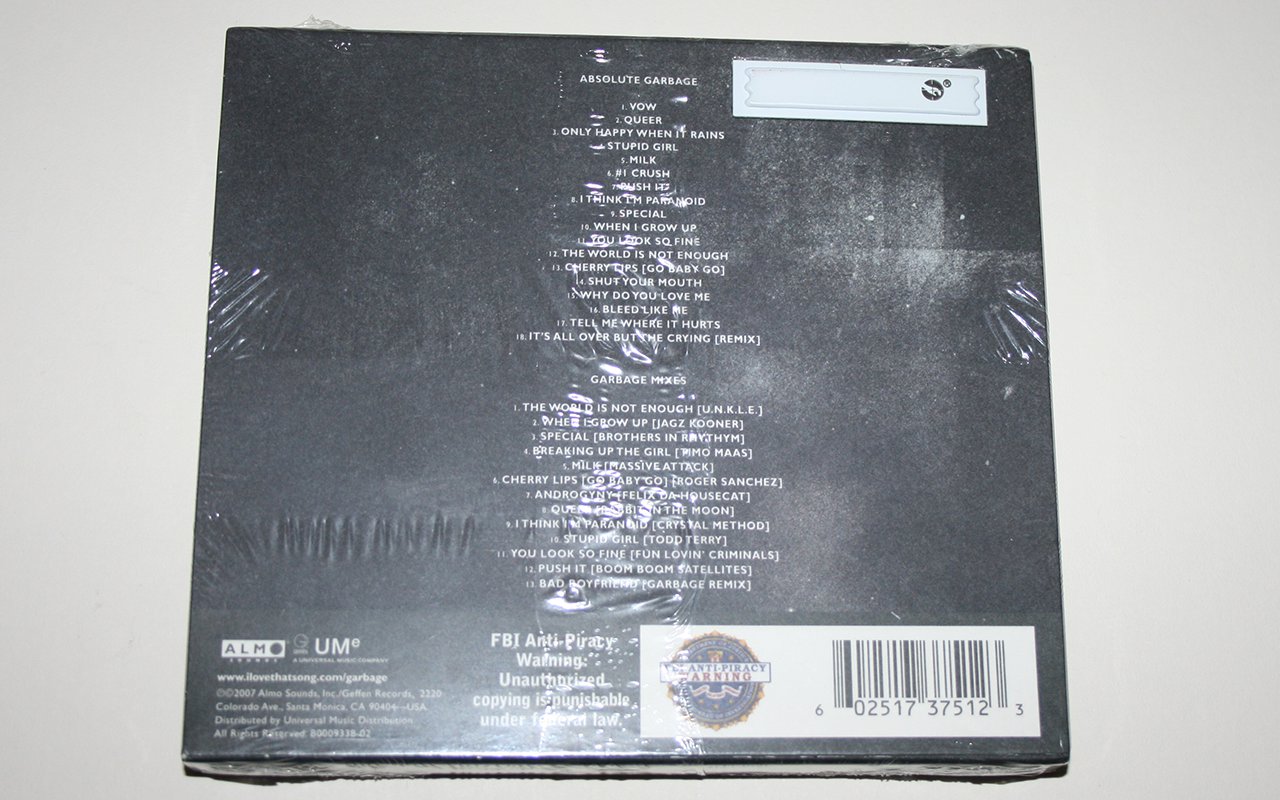 ABSOLUTE GARBAGE
1. VOW
2. QUEER
3. ONLY HAPPY WHEN IT RAINS
4. STUPID GIRL
5. MILK
6. #1 CRUSH
7. PUSH IT
8. I THINK I'M PARANOID
9. SPECIAL
10. WHEN I GROW UP
11. YOU LOOK SO FINE
12. THE WORLD IS NOT ENOUGH
13. CHERRY LIPS [GO BABY GO]
14. SHUT YOUR MOUTH
15. WHY DO YOU LOVE ME
16. BLEED LIKE ME
17. TELL ME WHERE IT HURTS
18. IT'S ALL OVER BUT THE CRYING [REMIX]
GARBAGE MIXES
1. THE WORLD IS NOT ENOUGH [U.N.K.L.E.]
2. WHEN I GROW UP [JAGZ KOONER]
3. SPECIAL [BROTHERS IN RHYTHYM]
4. BREAKING UP THE GIRL [TIMO MAAS]
5. MILK [MASSIVE ATTACK]
6. CHERRY LIPS [GO BABY GO] [ROGER SANCHEZ]
7. ANDROGYNY [FELIX DA HOUSECAT]
8. QUEER [RABBIT IN THE MOON]
9. I THINK I'M PARANOID [CRYSTAL METHOD]
10. STUPID GIRL [TODD TERRY]
11. YOU LOOK SO FINE [FUN LOVIN' CRIMINALS]
12. PUSH IT [BOOM BOOM SATELLITES]
13. BAD BOYFRIEND [GARBAGE REMIX]
ALMO
SOUNDS
UMe
A UNIVERSAL MUSIC COMPANY
www.ilovethatsong.com/garbage
℗©2007 Almo Sounds, Inc./Geffen Records, 2220
Colorado Ave., Santa Monica, CA 90404—USA.
Distributed by Universal Music Distribution.
All Rights Reserved. B0009338-02
FBI Anti-Piracy
Warning:
Unauthorized
copying is punishable
under federal law.
ANTI-PIRACY
WARNING
6 02517 37512 3